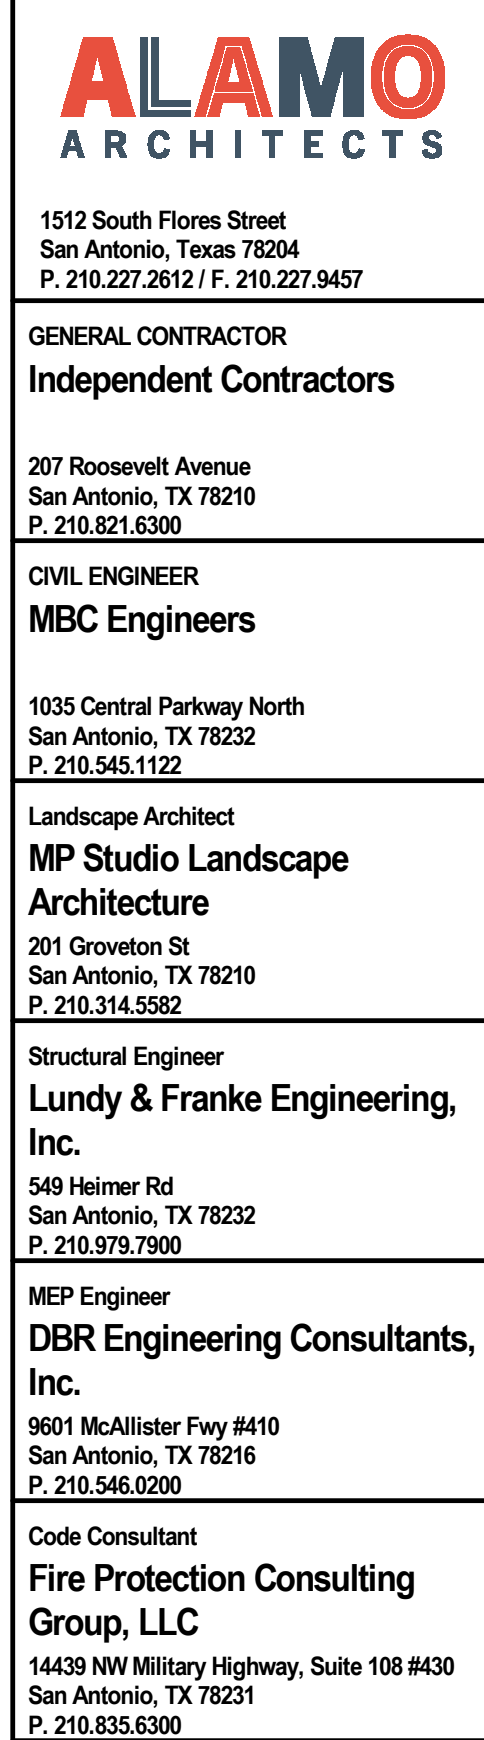 ALAMO
ARCHITECTS
1512 South Flores Street
San Antonio, Texas 78204
P. 210.227.2612 / F. 210.227.9457
GENERAL CONTRACTOR
Independent Contractors
207 Roosevelt Avenue
San Antonio, TX 78210
P. 210.821.6300
CIVIL ENGINEER
MBC Engineers
1035 Central Parkway North
San Antonio, TX 78232
P. 210.545.1122
Landscape Architect
MP Studio Landscape
Architecture
201 Groveton St
San Antonio, TX 78210
P. 210.314.5582
Structural Engineer
Lundy & Franke Engineering,
Inc.
549 Heimer Rd
San Antonio, TX 78232
P. 210.979.7900
MEP Engineer
DBR Engineering Consultants,
Inc.
9601 McAllister Fwy #410
San Antonio, TX 78216
P. 210.546.0200
Code Consultant
Fire Protection Consulting
Group, LLC
14439 NW Military Highway, Suite 108 #430
San Antonio, TX 78231
P. 210.835.6300